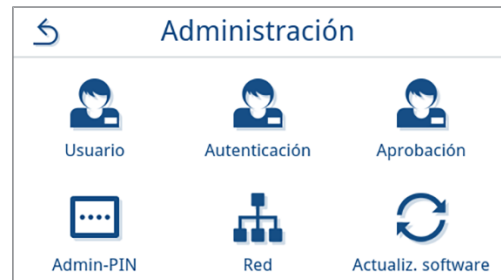 Administración
Usuario
Autenticación
Aprobación
Admin-PIN
Red
Actualiz. software